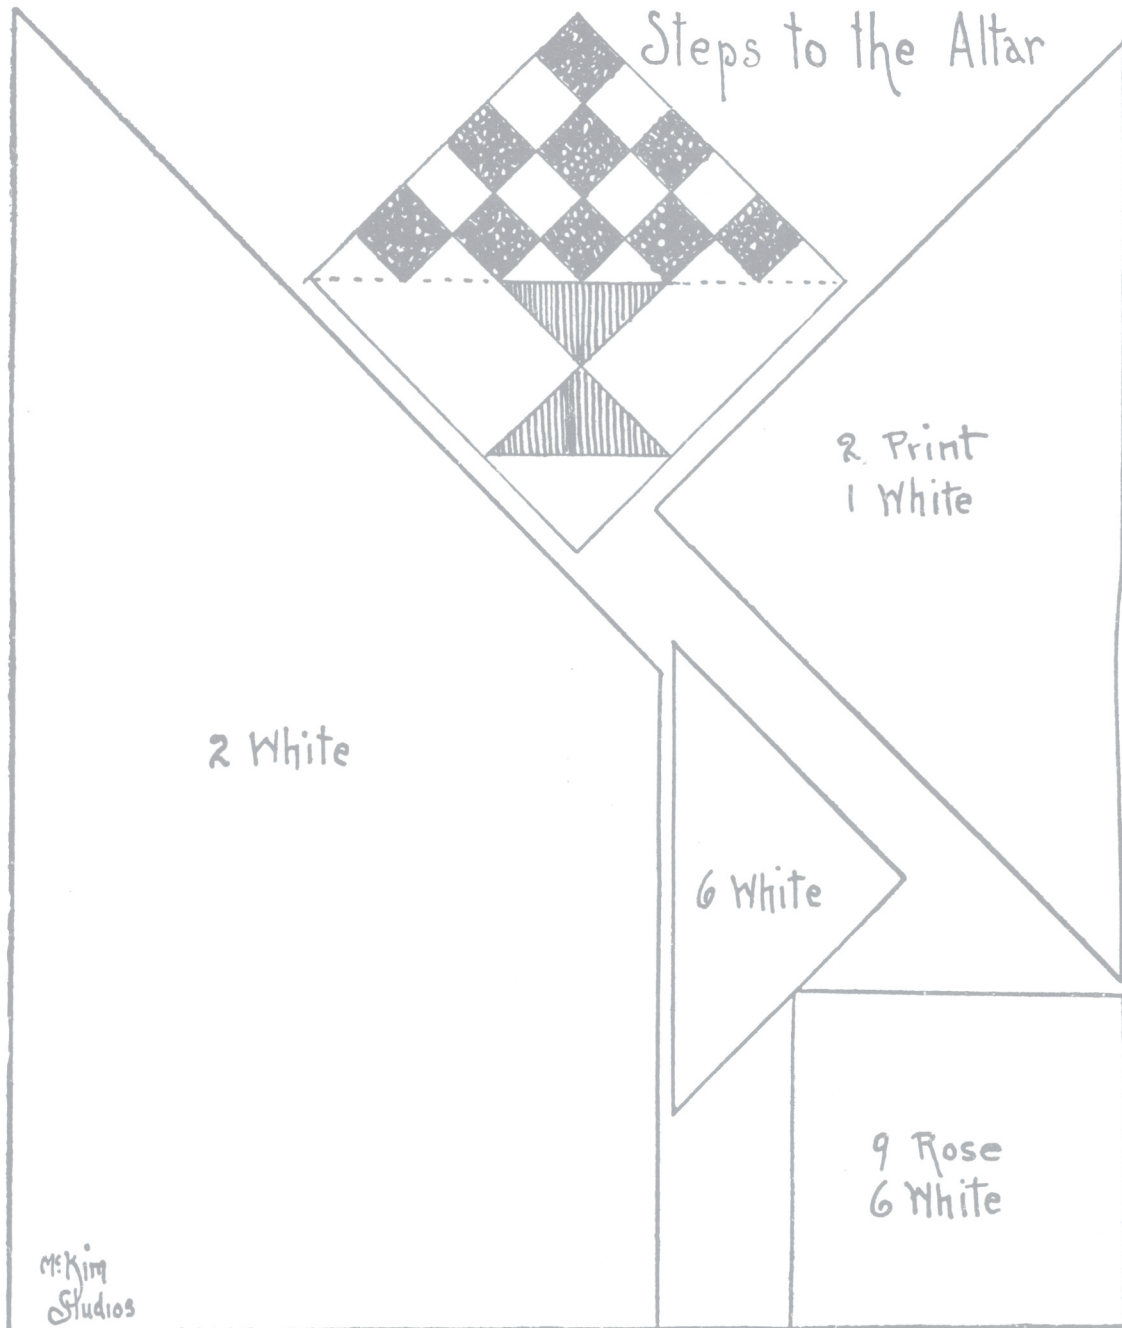 Steps to the Altar
2 Print
1 White
2 White
6 White
9 Rose
6 White
McKim
Studios